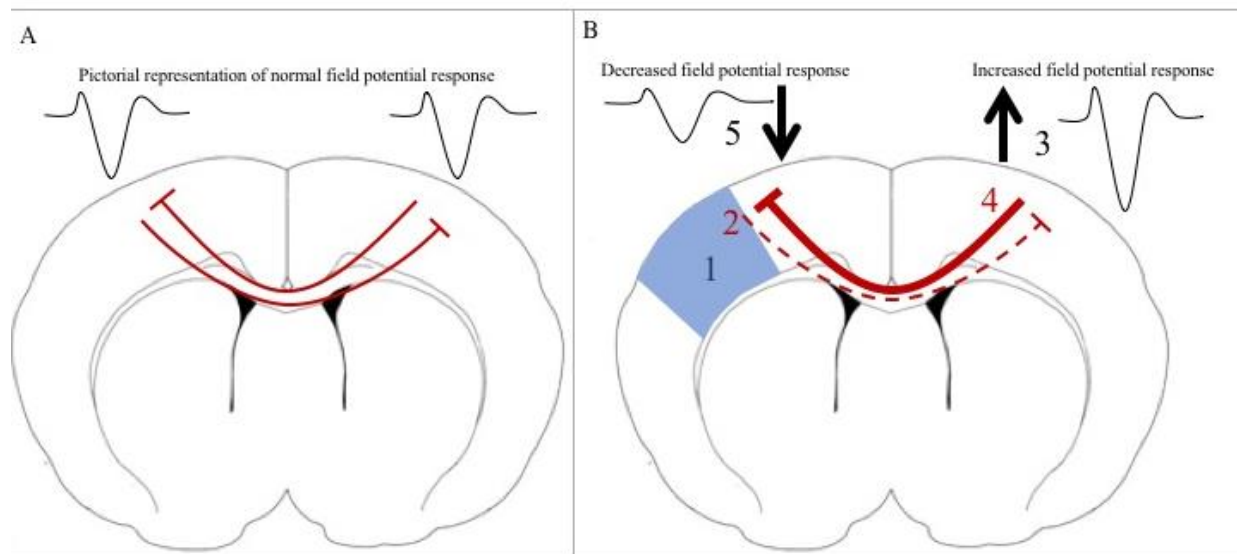 A
Pictorial representation of normal field potential response
B
Decreased field potential response
Increased field potential response
5
3
2
4
1